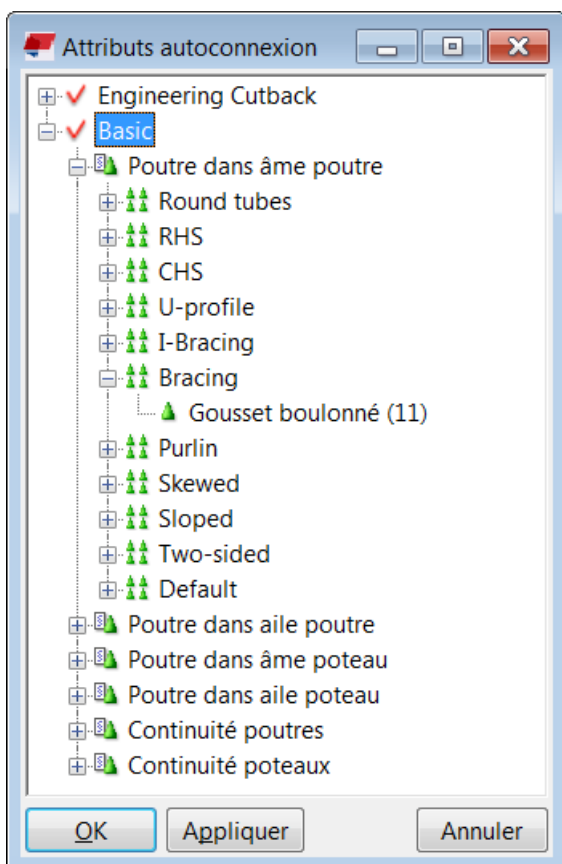 Attributs autoconnexion
Engineering Cutback
Basic
Poutre dans âme poutre
Round tubes
RHS
CHS
U-profile
I-Bracing
Bracing
Gousset boulonné (11)
Purlin
Skewed
Sloped
Two-sided
Default
Poutre dans aile poutre
Poutre dans âme poteau
Poutre dans aile poteau
Continuité poutres
Continuité poteaux
OK Appliquer Annuler